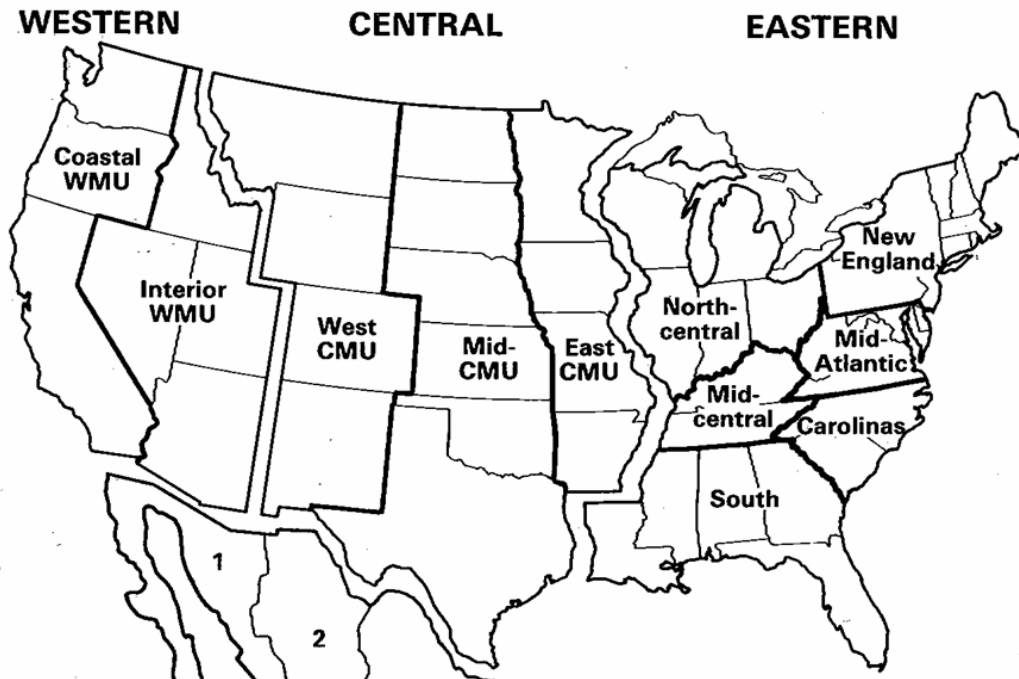 WESTERN CENTRAL EASTERN
Coastal
WMU
Interior
WMU
West
CMU
Mid-
CMU
East
CMU
North-
central
New
England
Mid-
Atlantic
Mid-
central
Carolinas
South
1
2